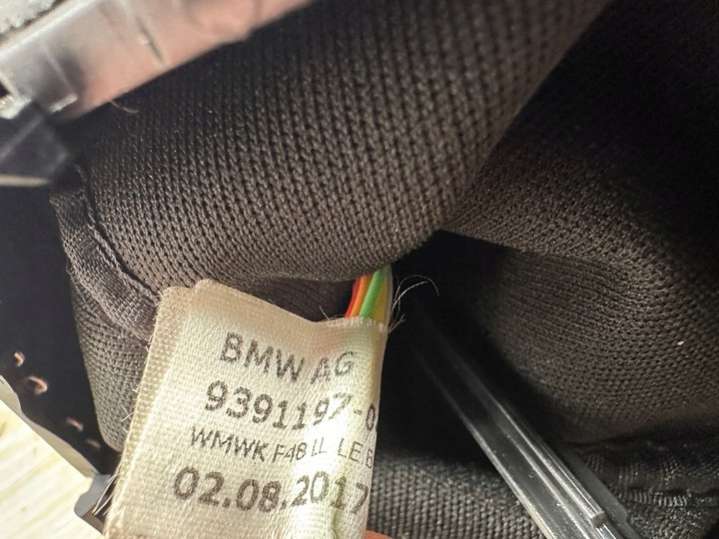 BMW AG
9391197-0
WMWK F48 LL LE
02.08.2017